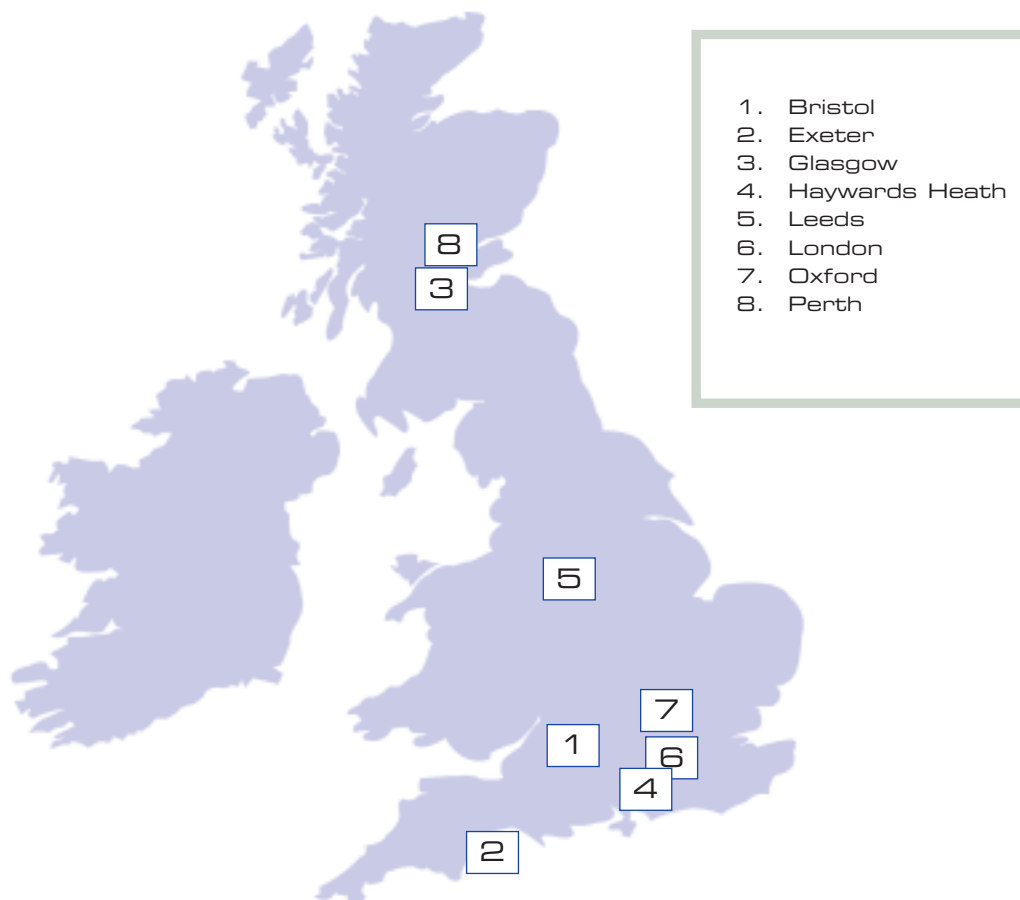 1. Bristol
2. Exeter
3. Glasgow
4. Haywards Heath
5. Leeds
6. London
7. Oxford
8. Perth
8
3
5
7
1
6
4
2